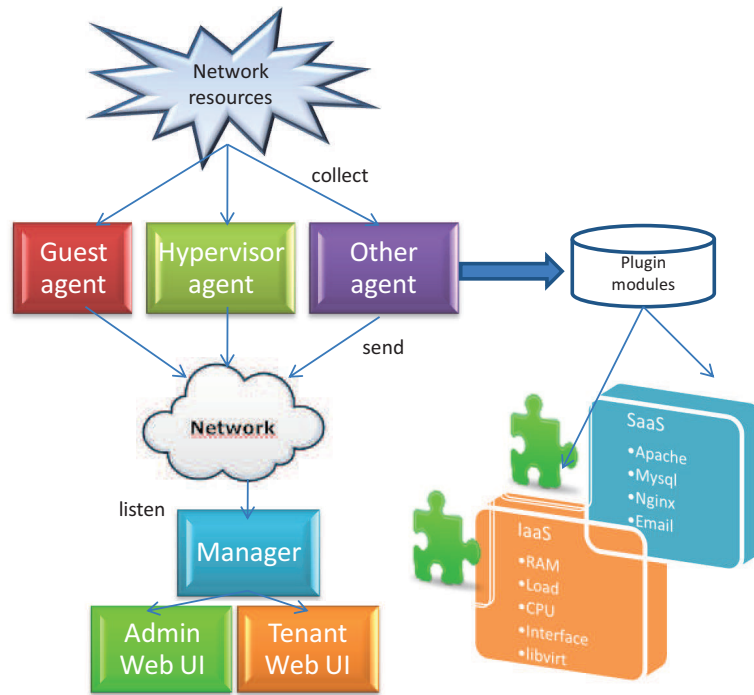 Network
resources
collect
Guest
agent
Hypervisor
agent
Other
agent
Plugin
modules
send
Network
listen
Manager
Admin
Web UI
Tenant
Web UI
SaaS
•Apache
•Mysql
•Nginx
•Email
IaaS
•RAM
•Load
•CPU
•Interface
•libvirt